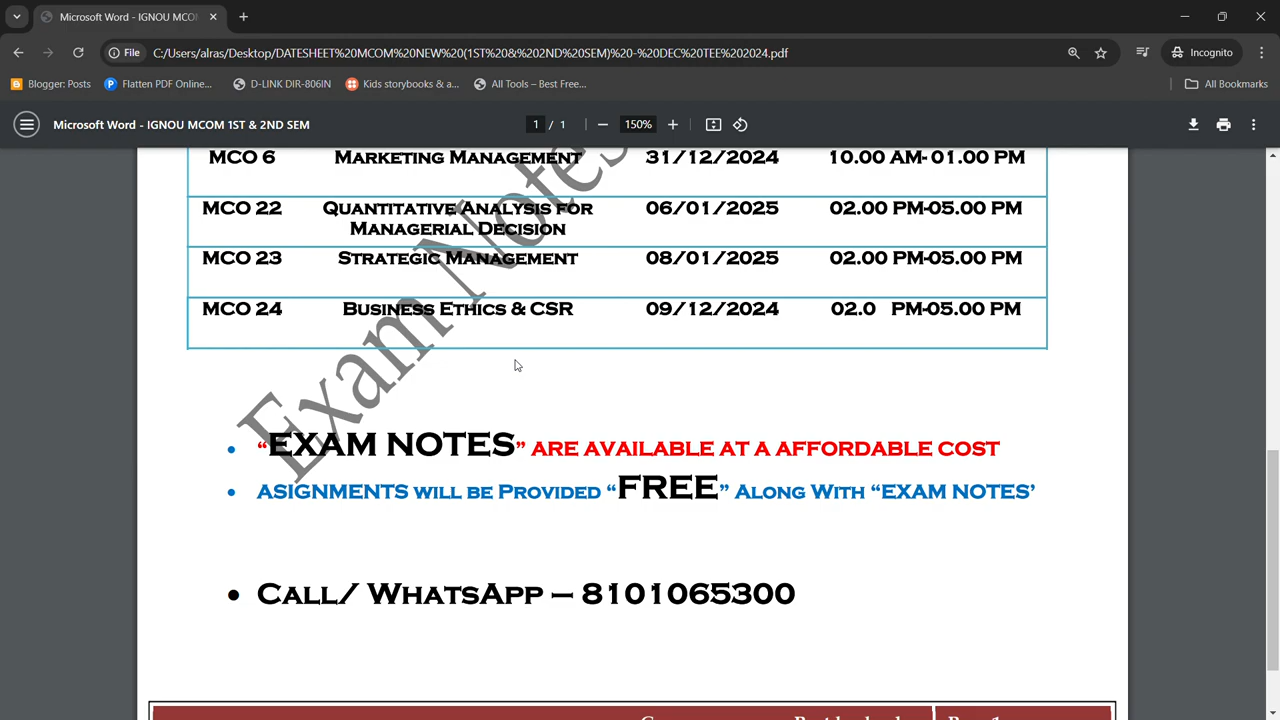 Microsoft Word - IGNOU MCOM
File C:/Users/alras/Desktop/DATESHEET%20MCOM%20NEW%20(1ST%20&%202ND%20SEM)%20-%20DEC%20TEE%202024.pdf Incognito
Blogger: Posts Flatten PDF Online... D-LINK DIR-806IN Kids storybooks & a... All Tools – Best Free... All Bookmarks
Microsoft Word - IGNOU MCOM 1ST & 2ND SEM 1 / 1 150%
MCO 6 Marketing Management 31/12/2024 10.00 AM- 01.00 PM
MCO 22 Quantitative Analysis for Managerial Decision 06/01/2025 02.00 PM-05.00 PM
MCO 23 Strategic Management 08/01/2025 02.00 PM-05.00 PM
MCO 24 Business Ethics & CSR 09/12/2024 02.0 PM-05.00 PM
Exam Notes
• “EXAM NOTES” ARE AVAILABLE AT A AFFORDABLE COST
• ASIGNMENTS will be Provided “FREE” Along With “EXAM NOTES’
• Call/ WhatsApp – 8101065300